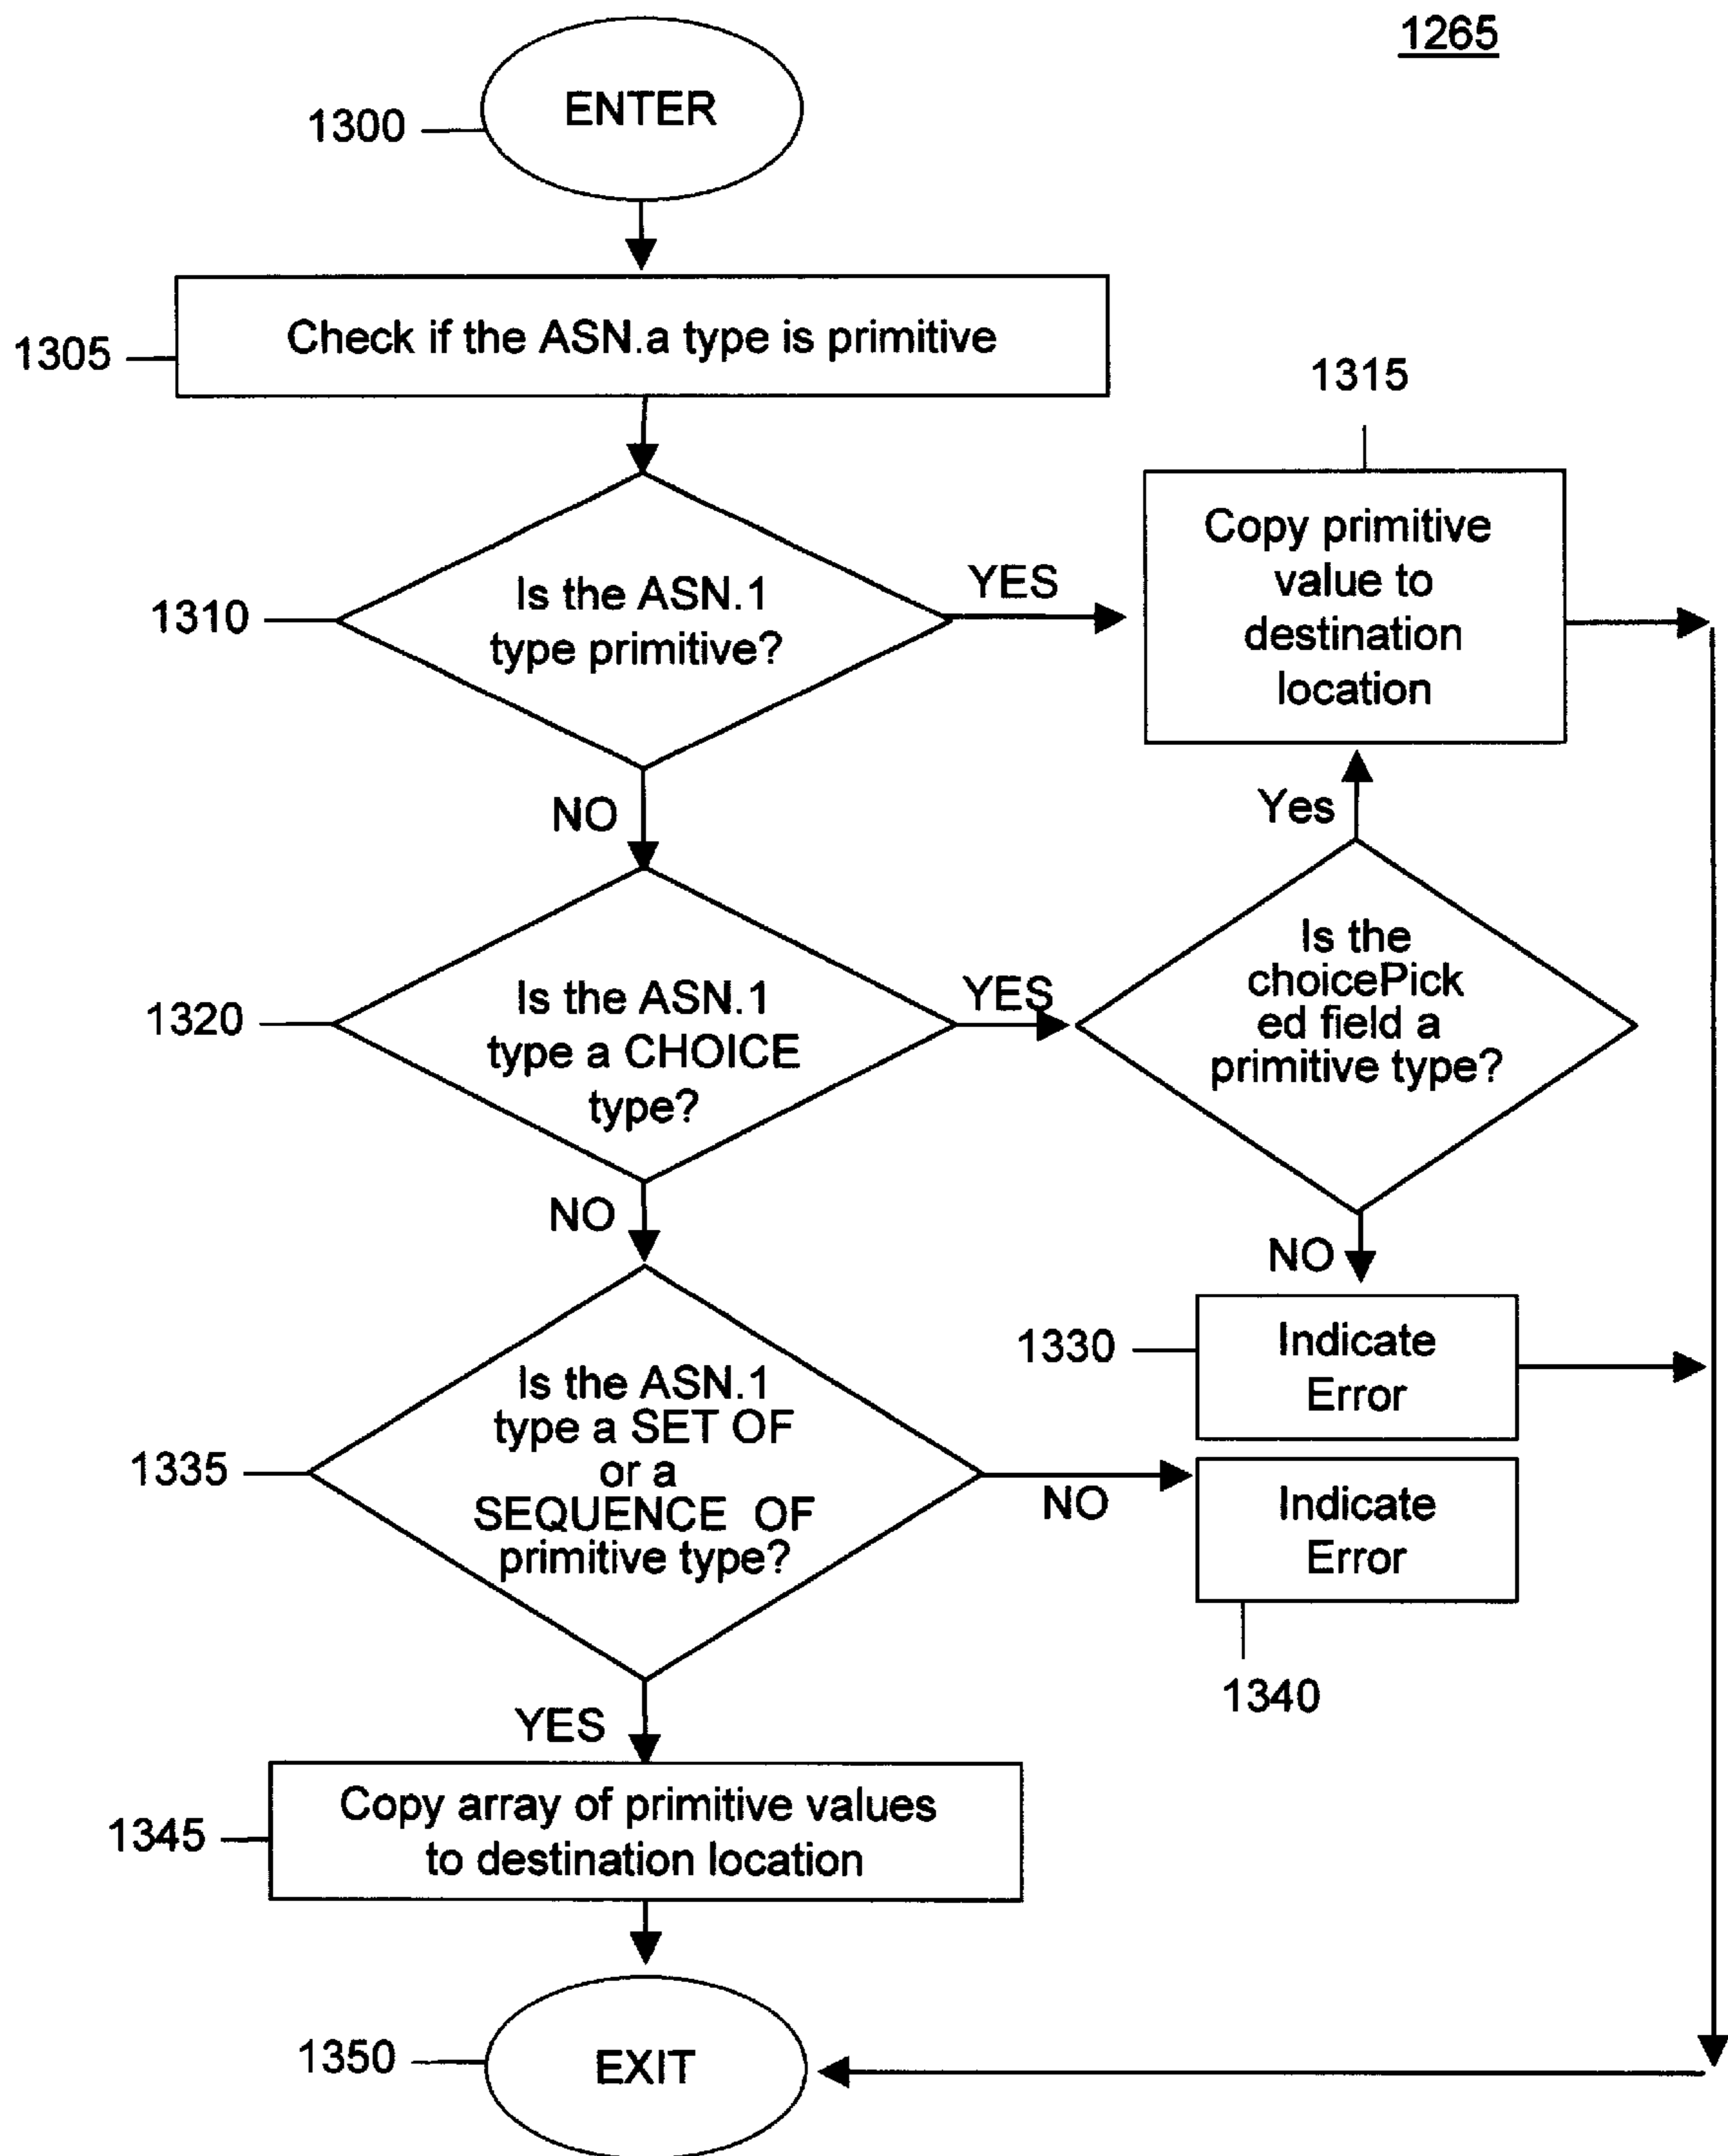 1265
1300
ENTER
1305
Check if the ASN.a type is primitive
1315
1310
Is the ASN.1
type primitive?
YES
Copy primitive
value to
destination
location
NO
Yes
1320
Is the ASN.1
type a CHOICE
type?
YES
Is the
choicePick
ed field a
primitive type?
NO
NO
1330
Indicate
Error
1335
Is the ASN.1
type a SET OF
or a
SEQUENCE OF
primitive type?
NO
Indicate
Error
1340
YES
1345
Copy array of primitive values
to destination location
1350
EXIT